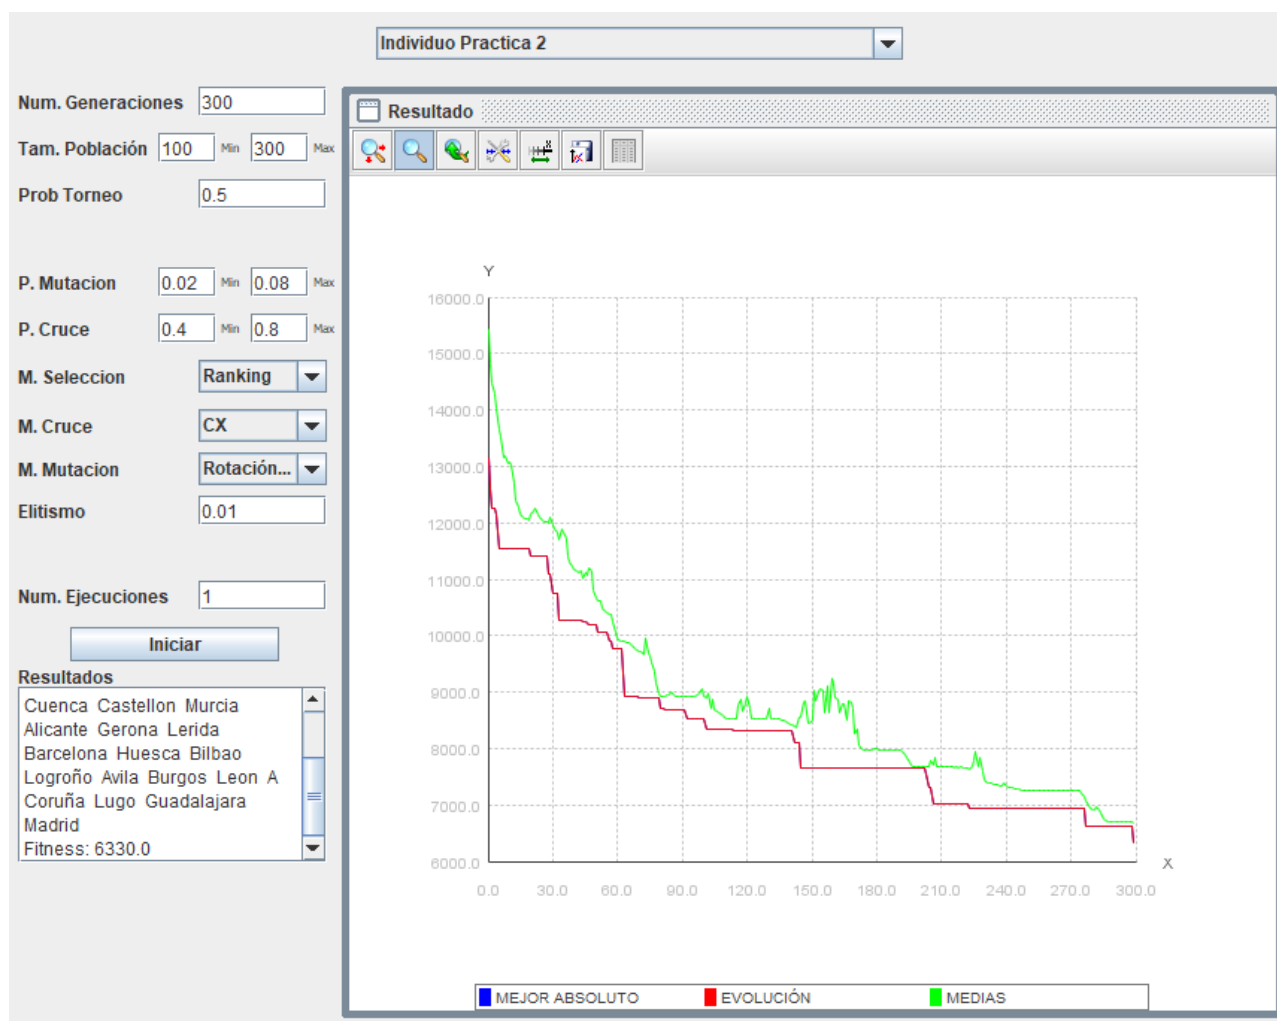 Individuo Practica 2
Num. Generaciones 300
Tam. Población 100 Min 300 Max
Prob Torneo 0.5
P. Mutacion 0.02 Min 0.08 Max
P. Cruce 0.4 Min 0.8 Max
M. Seleccion Ranking
M. Cruce CX
M. Mutacion Rotación...
Elitismo 0.01
Num. Ejecuciones 1
Iniciar
Resultados
Cuenca Castellon Murcia
Alicante Gerona Lerida
Barcelona Huesca Bilbao
Logroño Avila Burgos Leon A
Coruña Lugo Guadalajara
Madrid
Fitness: 6330.0
Resultado
Y
16000.0
15000.0
14000.0
13000.0
12000.0
11000.0
10000.0
9000.0
8000.0
7000.0
6000.0
X
0.0 30.0 60.0 90.0 120.0 150.0 180.0 210.0 240.0 270.0 300.0
MEJOR ABSOLUTO EVOLUCIÓN MEDIAS